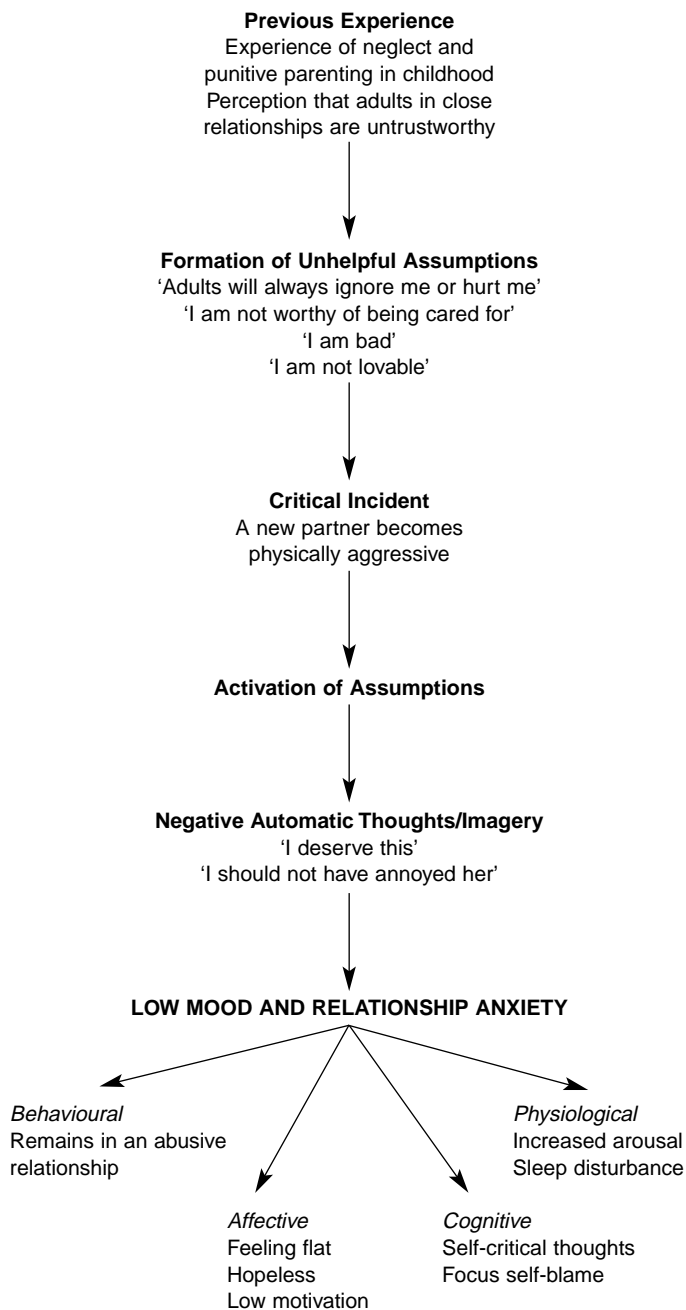 Previous Experience
Experience of neglect and
punitive parenting in childhood
Perception that adults in close
relationships are untrustworthy
Formation of Unhelpful Assumptions
‘Adults will always ignore me or hurt me’
‘I am not worthy of being cared for’
‘I am bad’
‘I am not lovable’
Critical Incident
A new partner becomes
physically aggressive
Activation of Assumptions
Negative Automatic Thoughts/Imagery
‘I deserve this’
‘I should not have annoyed her’
LOW MOOD AND RELATIONSHIP ANXIETY
Behavioural
Remains in an abusive
relationship
Affective
Feeling flat
Hopeless
Low motivation
Cognitive
Self-critical thoughts
Focus self-blame
Physiological
Increased arousal
Sleep disturbance